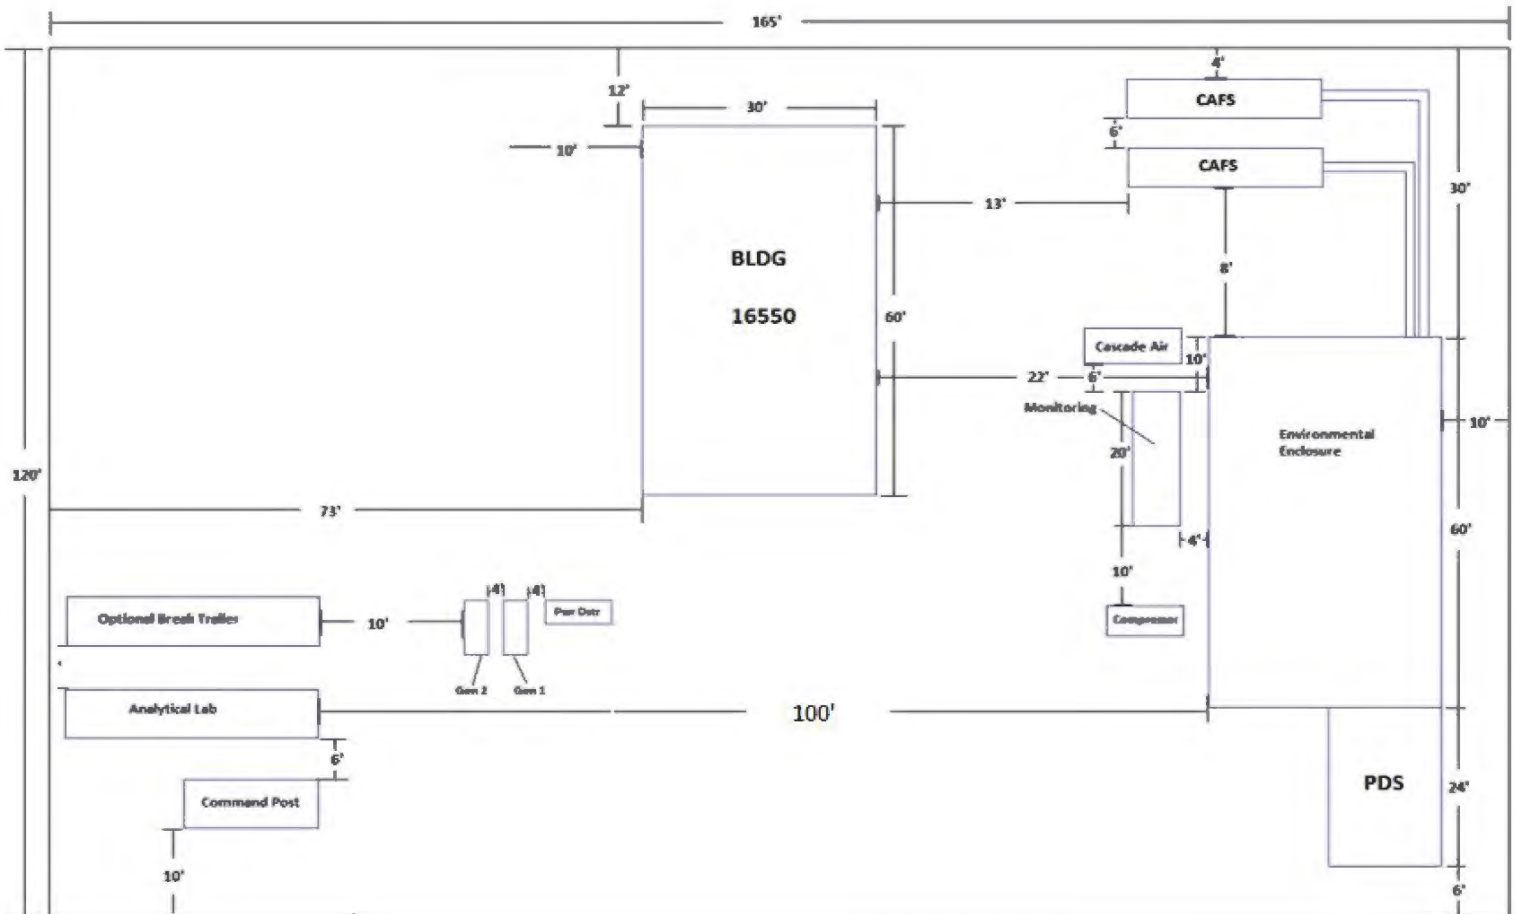 165'
4'
12'
30'
CAFS
6'
10'
CAFS
30'
13'
BLDG
8'
16550
60'
Cascade Air
10'
22'
6'
Monitoring
10'
Environmental
Enclosure
20'
120'
73'
60'
4'
10'
4'
4'
Optional Break Trailer
10'
Pwr Distr
Compressor
Gen 2
Gen 1
Analytical Lab
100'
6'
PDS
24'
Command Post
10'
6'